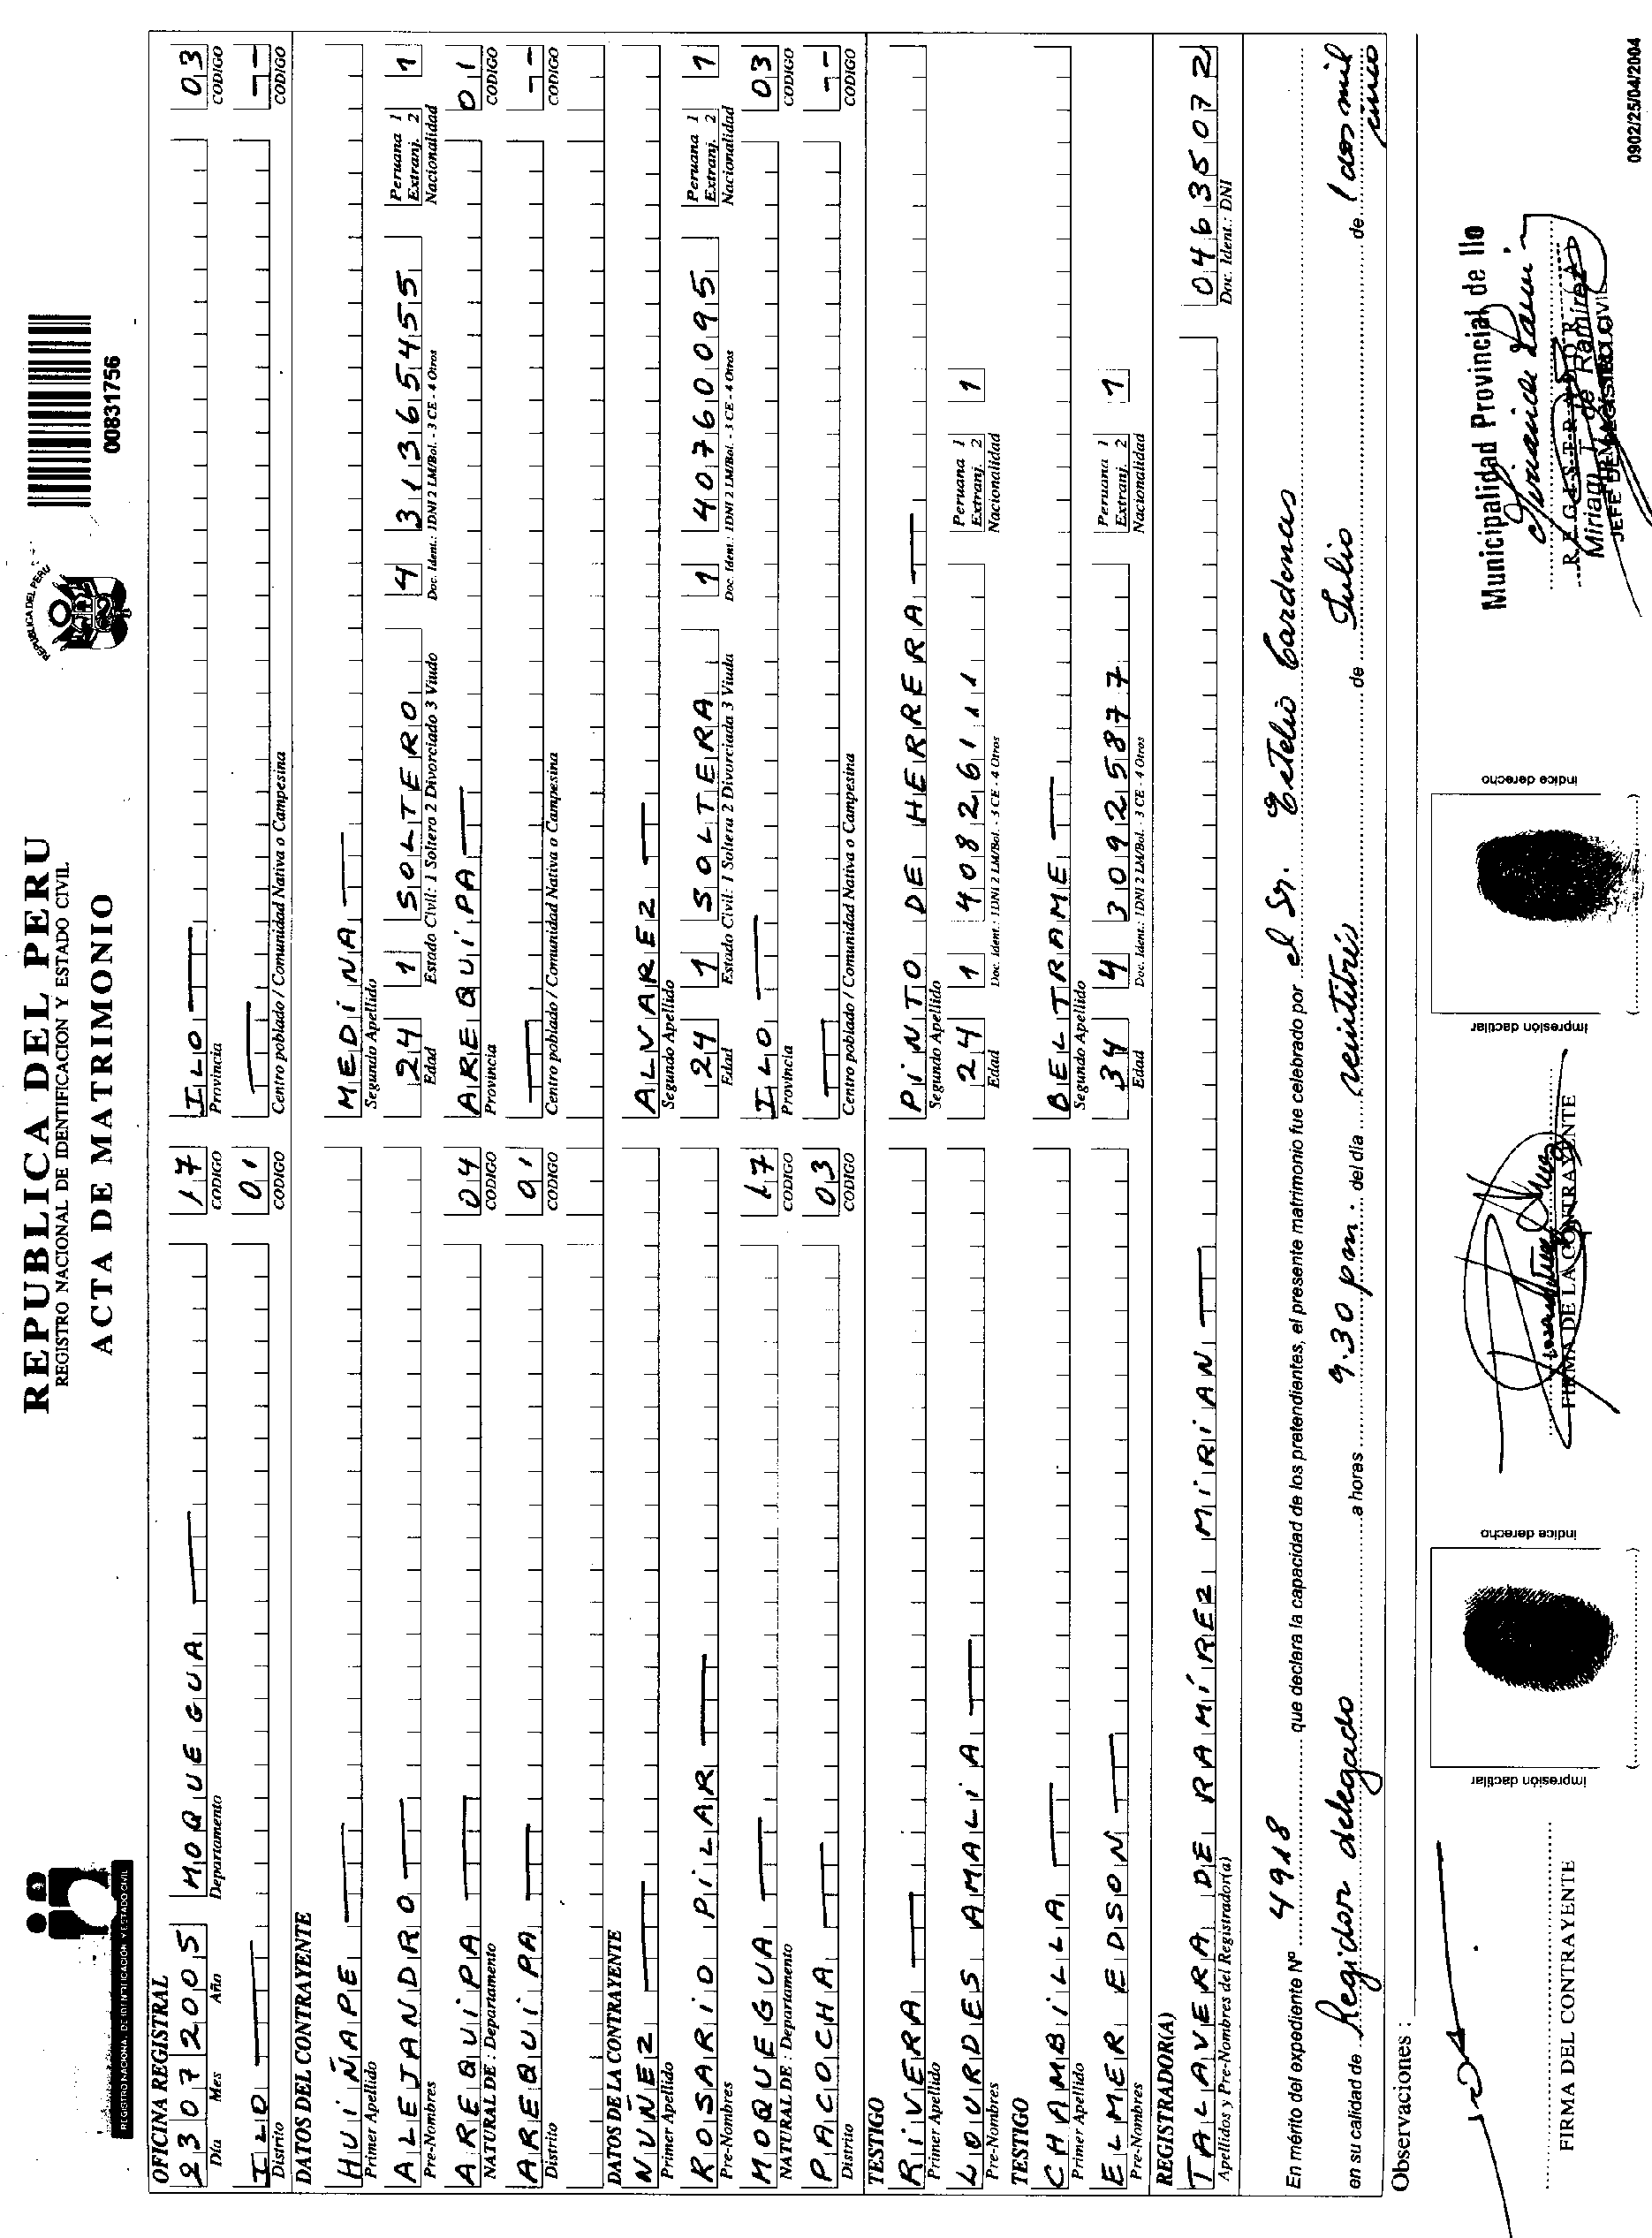 REPUBLICA DEL PERU
REGISTRO NACIONAL DE IDENTIFICACION Y ESTADO CIVIL
ACTA DE MATRIMONIO
REGISTRO NACIONAL DE IDENTIFICACION Y ESTADO CIVIL
REPUBLICA DEL PERU
00831756
OFICINA REGISTRAL
23 07 2005 MOQUEGUA 17 ILO 03
Día Mes Año Departamento CODIGO Provincia CODIGO
ILO 01 --
Distrito CODIGO Centro poblado / Comunidad Nativa o Campesina CODIGO
DATOS DEL CONTRAYENTE
HUIÑAPE MEDINA
Primer Apellido Segundo Apellido
ALEJANDRO 24 1 SOLTERO 4 31365455 Peruana 1 Extranj. 2 1
Pre-Nombres Edad Estado Civil: 1 Soltero 2 Divorciado 3 Viudo Doc. Ident.: 1DNI 2 LM/Bol. - 3 CE - 4 Otros Nacionalidad
AREQUIPA 04 AREQUIPA 01
NATURAL DE : Departamento CODIGO Provincia CODIGO
AREQUIPA 01 --
Distrito CODIGO Centro poblado / Comunidad Nativa o Campesina CODIGO
DATOS DE LA CONTRAYENTE
NUÑEZ ALVAREZ
Primer Apellido Segundo Apellido
ROSARIO PILAR 24 1 SOLTERA 1 40760095 Peruana 1 Extranj. 2 1
Pre-Nombres Edad Estado Civil: 1 Soltera 2 Divorciada 3 Viuda Doc. Ident.: 1DNI 2 LM/Bol. - 3 CE - 4 Otros Nacionalidad
MOQUEGUA 17 ILO 03
NATURAL DE : Departamento CODIGO Provincia CODIGO
PACOCHA 03 --
Distrito CODIGO Centro poblado / Comunidad Nativa o Campesina CODIGO
TESTIGO
RIVERA PINTO DE HERRERA
Primer Apellido Segundo Apellido
LOURDES AMALIA 24 1 40826111 Peruana 1 Extranj. 2 1
Pre-Nombres Edad Doc. Ident.: 1DNI 2 LM/Bol. - 3 CE - 4 Otros Nacionalidad
TESTIGO
CHAMBILLA BELTRAME
Primer Apellido Segundo Apellido
ELMER EDSON 34 4 30925877 Peruana 1 Extranj. 2 1
Pre-Nombres Edad Doc. Ident.: 1DNI 2 LM/Bol. - 3 CE - 4 Otros Nacionalidad
REGISTRADOR(A)
TALAVERA DE RAMÍREZ MIRIAN 04635072
Apellidos y Pre-Nombres del Registrador(a) Doc. Ident.: DNI
En mérito del expediente Nº 4918 que declara la capacidad de los pretendientes, el presente matrimonio fue celebrado por el Sr. Cardenas
en su calidad de Regidor delegado a horas 9.30 pm. del día veintitrés de Julio de dos mil cinco
Observaciones :
impresión dactilar índice derecho
impresión dactilar índice derecho
Municipalidad Provincial de Ilo
REGISTRADOR(A)
Miriam T. de Ramírez
JEFE DE REGISTRO CIVIL
FIRMA DEL CONTRAYENTE
FIRMA DE LA CONTRAYENTE
0902/25/04/2004